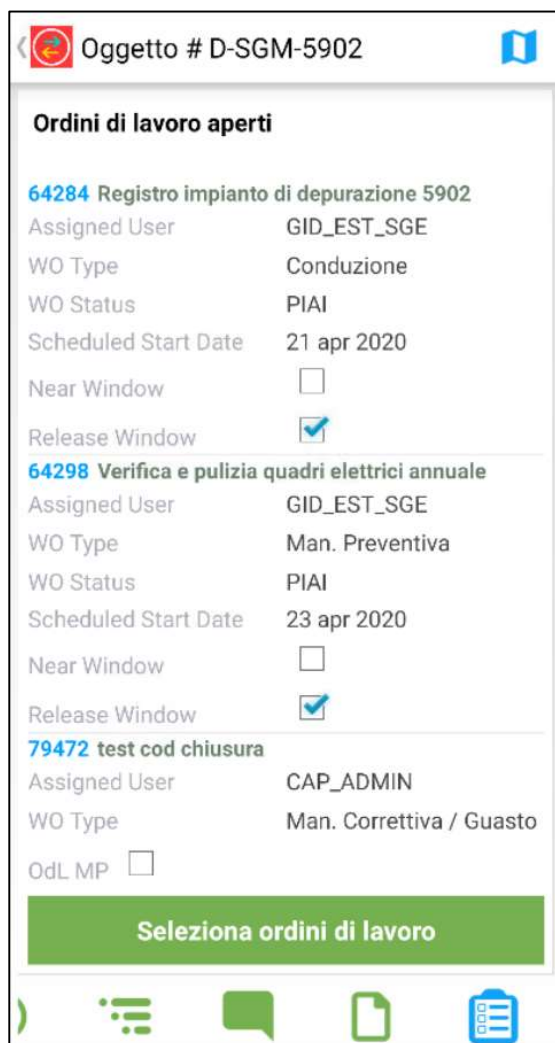 Oggetto # D-SGM-5902
Ordini di lavoro aperti
64284 Registro impianto di depurazione 5902
Assigned User GID_EST_SGE
WO Type Conduzione
WO Status PIAI
Scheduled Start Date 21 apr 2020
Near Window
Release Window
64298 Verifica e pulizia quadri elettrici annuale
Assigned User GID_EST_SGE
WO Type Man. Preventiva
WO Status PIAI
Scheduled Start Date 23 apr 2020
Near Window
Release Window
79472 test cod chiusura
Assigned User CAP_ADMIN
WO Type Man. Correttiva / Guasto
OdL MP
Seleziona ordini di lavoro